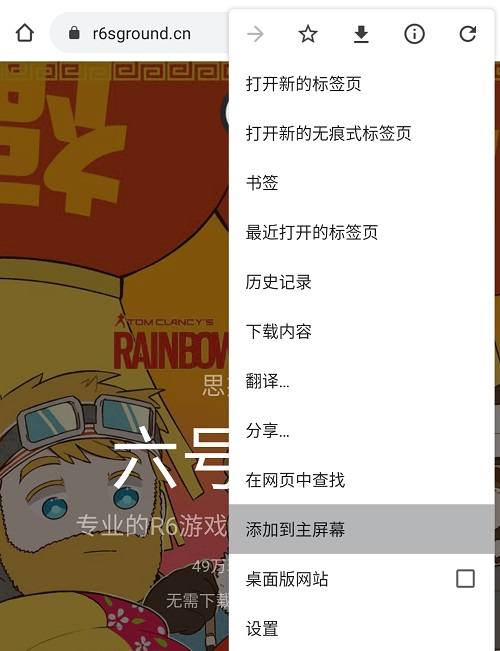 r6sground.cn
打开新的标签页
打开新的无痕式标签页
书签
最近打开的标签页
历史记录
下载内容
翻译...
分享...
在网页中查找
添加到主屏幕
桌面版网站
设置
福
TOM CLANCY'S
RAINBOW
思
六号
专业的R6游戏
49万
无需下载